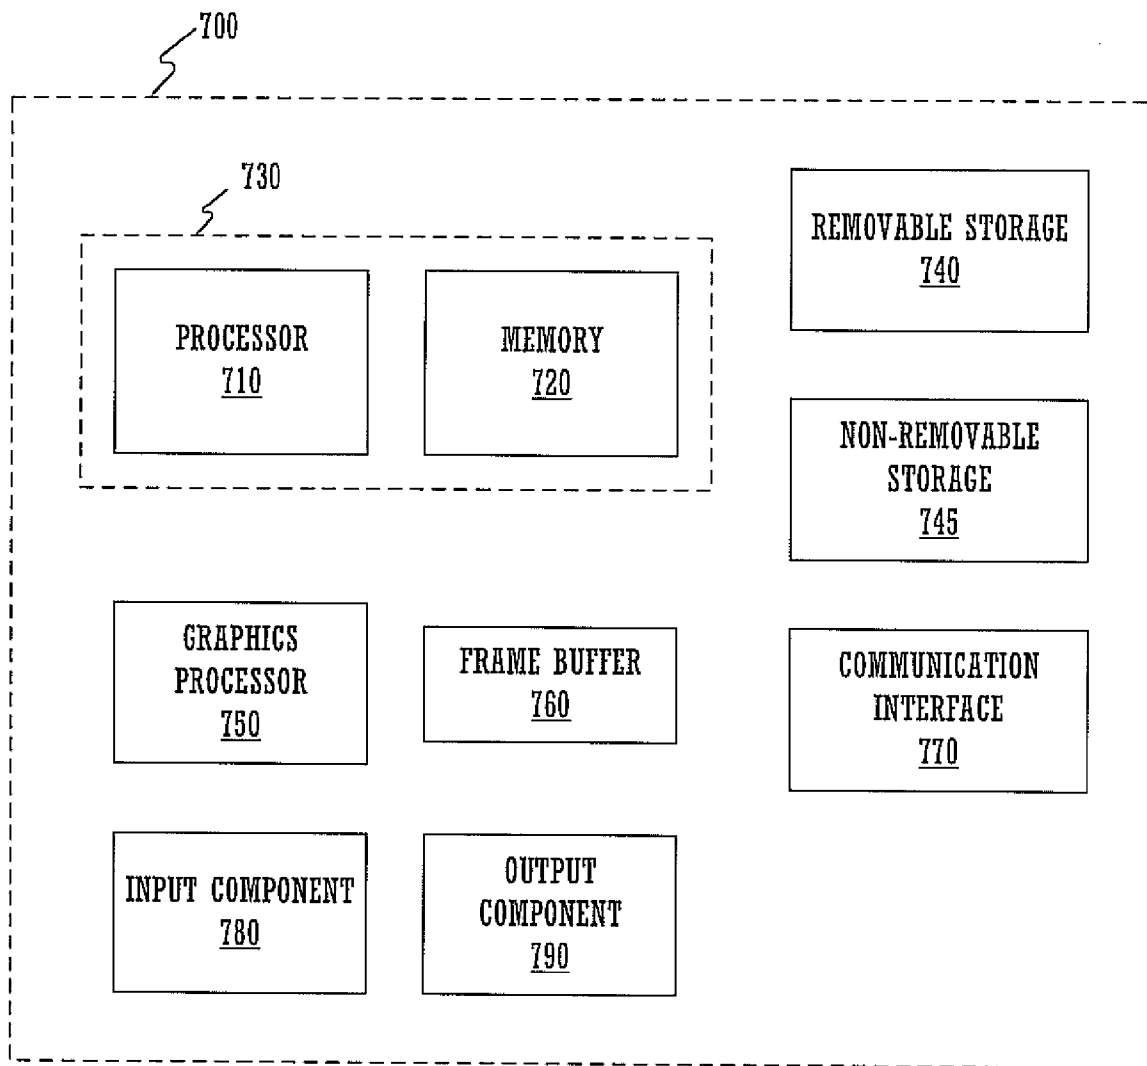 700
730
REMOVABLE STORAGE
740
PROCESSOR
710
MEMORY
720
NON-REMOVABLE
STORAGE
745
GRAPHICS
PROCESSOR
750
FRAME BUFFER
760
COMMUNICATION
INTERFACE
770
INPUT COMPONENT
780
OUTPUT
COMPONENT
790